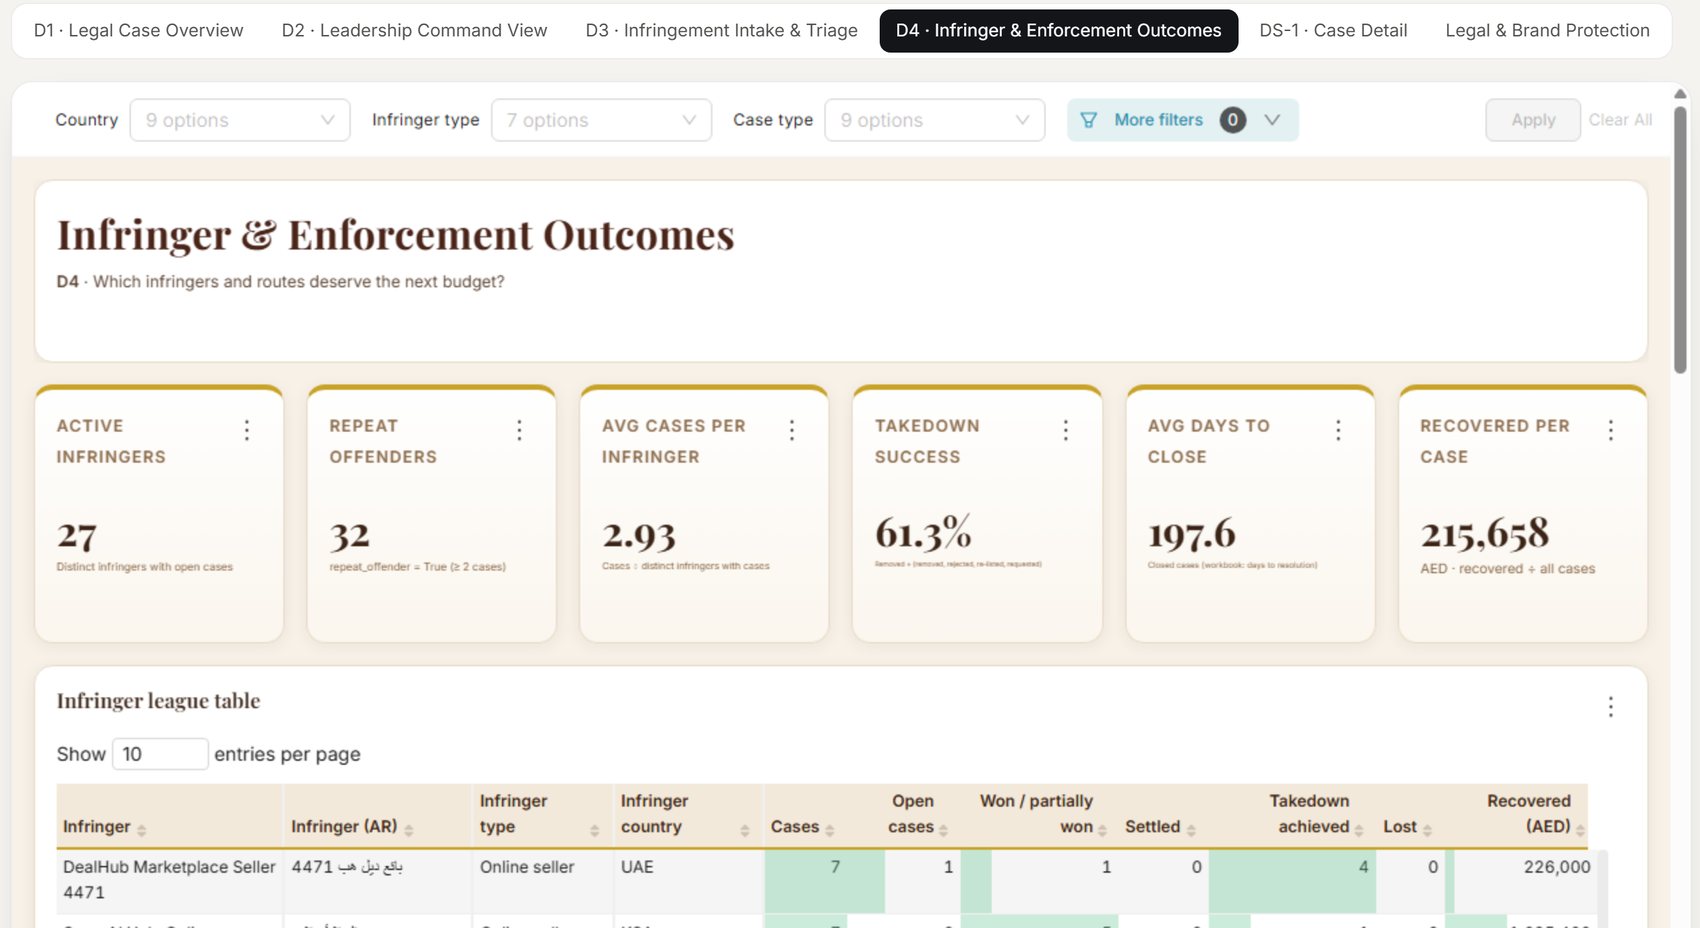 D1 · Legal Case Overview
D2 · Leadership Command View
D3 · Infringement Intake & Triage
D4 · Infringer & Enforcement Outcomes
DS-1 · Case Detail
Legal & Brand Protection
Country
9 options
Infringer type
7 options
Case type
9 options
More filters 0
Apply
Clear All
Infringer & Enforcement Outcomes
D4 · Which infringers and routes deserve the next budget?
ACTIVE
INFRINGERS
27
Distinct infringers with open cases
REPEAT
OFFENDERS
32
repeat_offender = True (≥ 2 cases)
AVG CASES PER
INFRINGER
2.93
Cases ÷ distinct infringers with cases
TAKEDOWN
SUCCESS
61.3%
Removed ÷ (removed, rejected, re-listed, requested)
AVG DAYS TO
CLOSE
197.6
Closed cases (workbook: days to resolution)
RECOVERED PER
CASE
215,658
AED · recovered ÷ all cases
Infringer league table
Show 10 entries per page
Infringer
Infringer (AR)
Infringer
type
Infringer
country
Cases
Open
cases
Won / partially
won
Settled
Takedown
achieved
Lost
Recovered
(AED)
DealHub Marketplace Seller
4471
بائع ديل هب 4471
Online seller
UAE
7
1
1
0
4
0
226,000